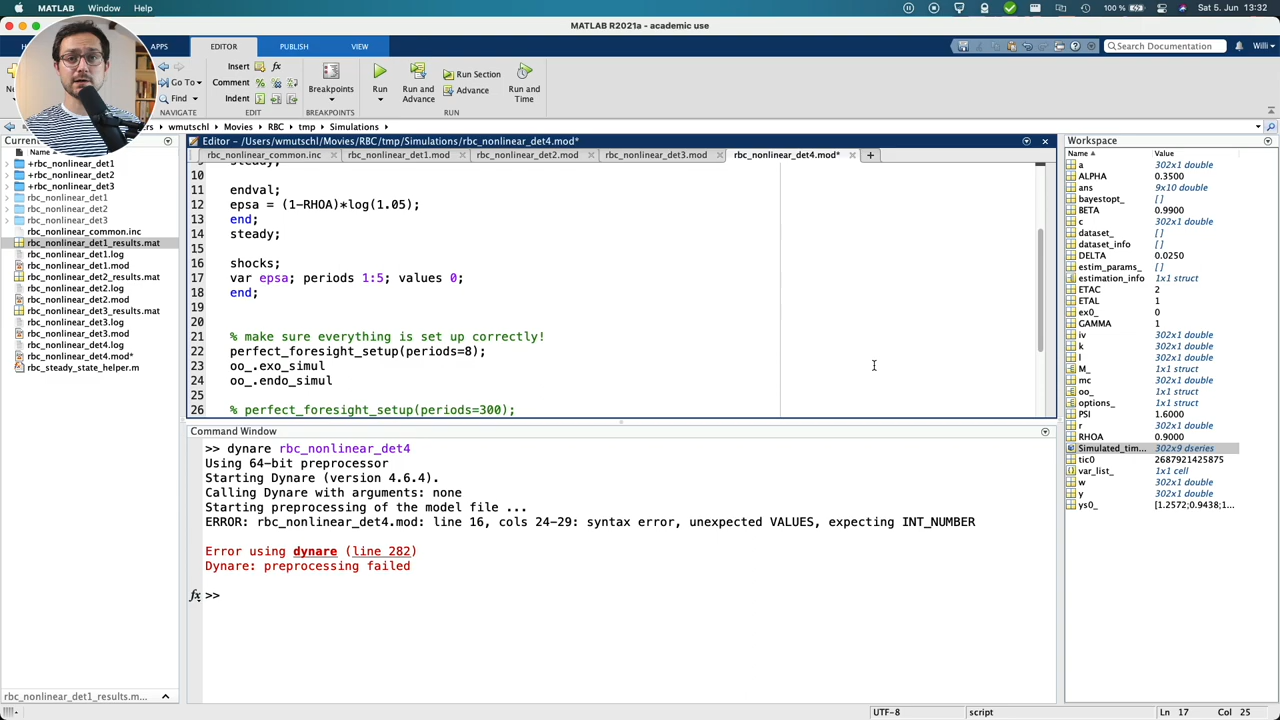 100 % Sat 5. Jun 13:32
MATLAB R2021a - academic use
APPS EDITOR PUBLISH VIEW
Search Documentation Willi
Insert fx
Go To Comment %
Find Indent
Breakpoints
Run
Run and Advance
Run Section
Advance
Run and Time
NAVIGATE EDIT BREAKPOINTS RUN
wmutschl Movies RBC tmp Simulations
Editor - /Users/wmutschl/Movies/RBC/tmp/Simulations/rbc_nonlinear_det4.mod*
rbc_nonlinear_common.inc rbc_nonlinear_det1.mod rbc_nonlinear_det2.mod rbc_nonlinear_det3.mod rbc_nonlinear_det4.mod*
Name
+rbc_nonlinear_det1
+rbc_nonlinear_det2
+rbc_nonlinear_det3
rbc_nonlinear_det1
rbc_nonlinear_det2
rbc_nonlinear_det3
rbc_nonlinear_common.inc
rbc_nonlinear_det1_results.mat
rbc_nonlinear_det1.log
rbc_nonlinear_det1.mod
rbc_nonlinear_det2_results.mat
rbc_nonlinear_det2.log
rbc_nonlinear_det2.mod
rbc_nonlinear_det3_results.mat
rbc_nonlinear_det3.log
rbc_nonlinear_det3.mod
rbc_nonlinear_det4.log
rbc_nonlinear_det4.mod*
rbc_steady_state_helper.m
rbc_nonlinear_det1_results.m...
10
11 endval;
12 epsa = (1-RHOA)*log(1.05);
13 end;
14 steady;
15
16 shocks;
17 var epsa; periods 1:5; values 0;
18 end;
19
20
21 % make sure everything is set up correctly!
22 perfect_foresight_setup(periods=8);
23 oo_.exo_simul
24 oo_.endo_simul
25
26 % perfect_foresight_setup(periods=300);
Command Window
>> dynare rbc_nonlinear_det4
Using 64-bit preprocessor
Starting Dynare (version 4.6.4).
Calling Dynare with arguments: none
Starting preprocessing of the model file ...
ERROR: rbc_nonlinear_det4.mod: line 16, cols 24-29: syntax error, unexpected VALUES, expecting INT_NUMBER
Error using dynare (line 282)
Dynare: preprocessing failed
fx >>
Workspace
Name Value
a 302x1 double
ALPHA 0.3500
ans 9x10 double
bayestopt_ [ ]
BETA 0.9900
c 302x1 double
dataset_ [ ]
dataset_info [ ]
DELTA 0.0250
estim_params_ [ ]
estimation_info 1x1 struct
ETAC 2
ETAL 1
ex0_ 0
GAMMA 1
iv 302x1 double
k 302x1 double
l 302x1 double
M_ 1x1 struct
mc 302x1 double
oo_ 1x1 struct
options_ 1x1 struct
PSI 1.6000
r 302x1 double
RHOA 0.9000
Simulated_tim... 302x9 dseries
tic0 2687921425875
var_list_ 1x1 cell
w 302x1 double
y 302x1 double
ys0_ [1.2572;0.9438;1...
UTF-8 script Ln 17 Col 25